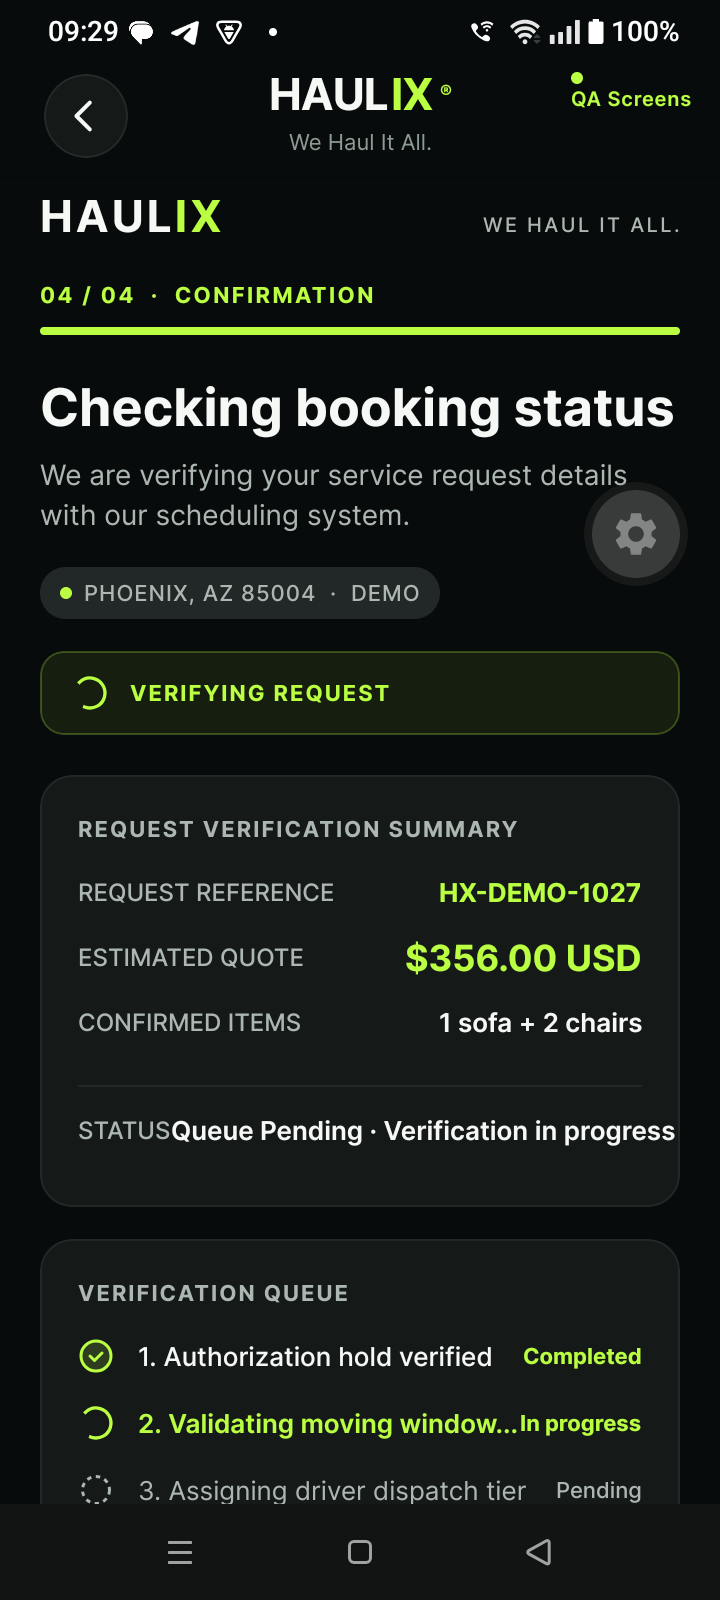 09:29
100%
HAULIX ®
QA Screens
We Haul It All.
HAULIX
WE HAUL IT ALL.
04 / 04 · CONFIRMATION
Checking booking status
We are verifying your service request details
with our scheduling system.
PHOENIX, AZ 85004 · DEMO
VERIFYING REQUEST
REQUEST VERIFICATION SUMMARY
REQUEST REFERENCE HX-DEMO-1027
ESTIMATED QUOTE $356.00 USD
CONFIRMED ITEMS 1 sofa + 2 chairs
STATUS Queue Pending · Verification in progress
VERIFICATION QUEUE
1. Authorization hold verified Completed
2. Validating moving window... In progress
3. Assigning driver dispatch tier Pending